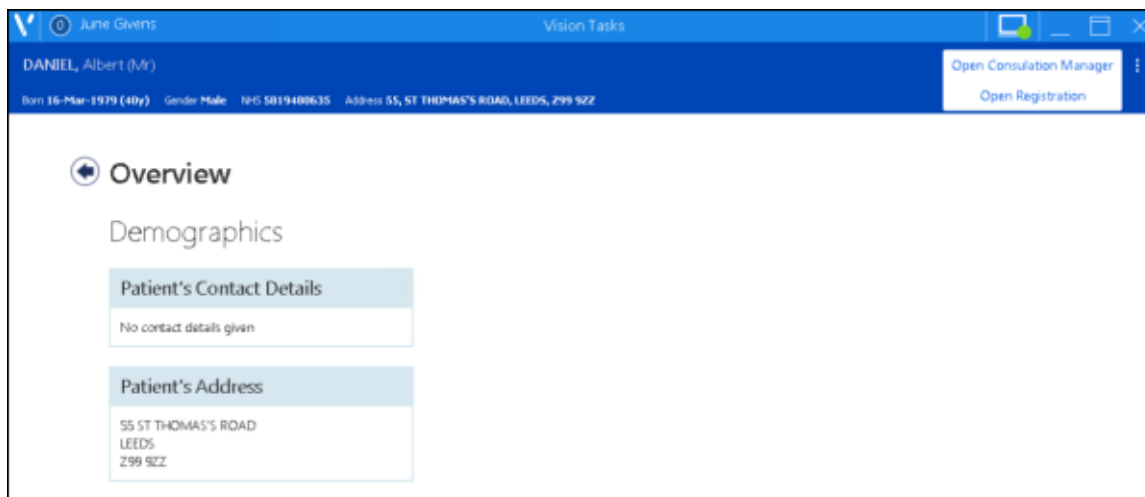 0 June Givens Vision Tasks
DANIEL, Albert (Mr)
Open Consulation Manager
Born 16-Mar-1979 (40y) Gender Male NHS 5819480635 Address 55, ST THOMAS'S ROAD, LEEDS, Z99 9ZZ
Open Registration
Overview
Demographics
Patient's Contact Details
No contact details given
Patient's Address
55 ST THOMAS'S ROAD
LEEDS
Z99 9ZZ